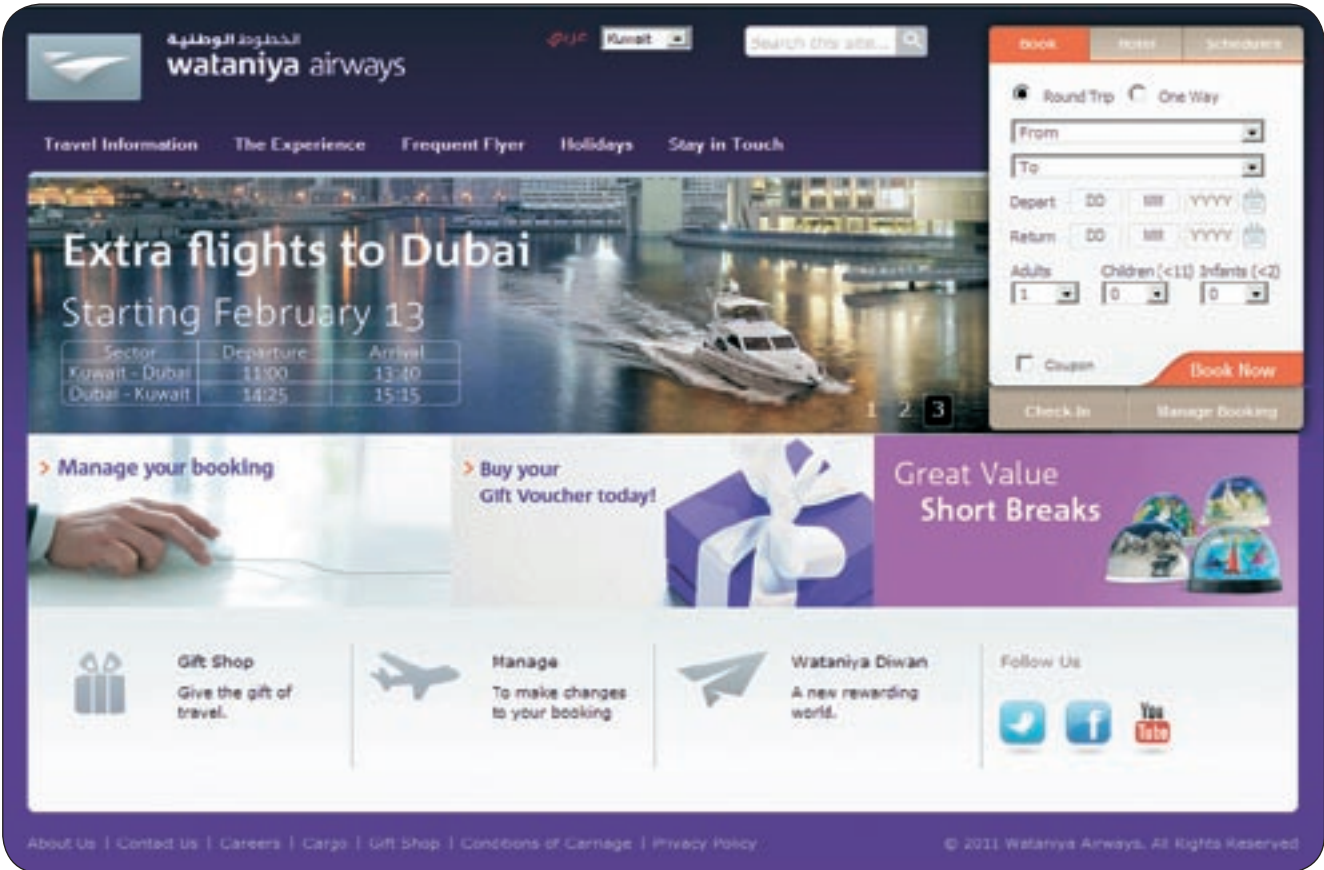 الخطوط الوطنية
wataniya airways
عربي
Kuwait
Search this site...
Book
Hotel
Schedules
Round Trip
One Way
From
To
Depart DD MM YYYY
Return DD MM YYYY
Adults Children (<11) Infants (<2)
1 0 0
Coupon
Book Now
Check In
Manage Booking
Travel Information
The Experience
Frequent Flyer
Holidays
Stay in Touch
Extra flights to Dubai
Starting February 13
Sector Departure Arrival
Kuwait - Dubai 11:00 13:40
Dubai - Kuwait 14:25 15:15
1 2 3
> Manage your booking
> Buy your
Gift Voucher today!
Great Value
Short Breaks
Gift Shop
Give the gift of
travel.
Manage
To make changes
to your booking
Wataniya Diwan
A new rewarding
world.
Follow Us
You
Tube
About Us | Contact Us | Careers | Cargo | Gift Shop | Conditions of Carriage | Privacy Policy
© 2011 Wataniya Airways. All Rights Reserved